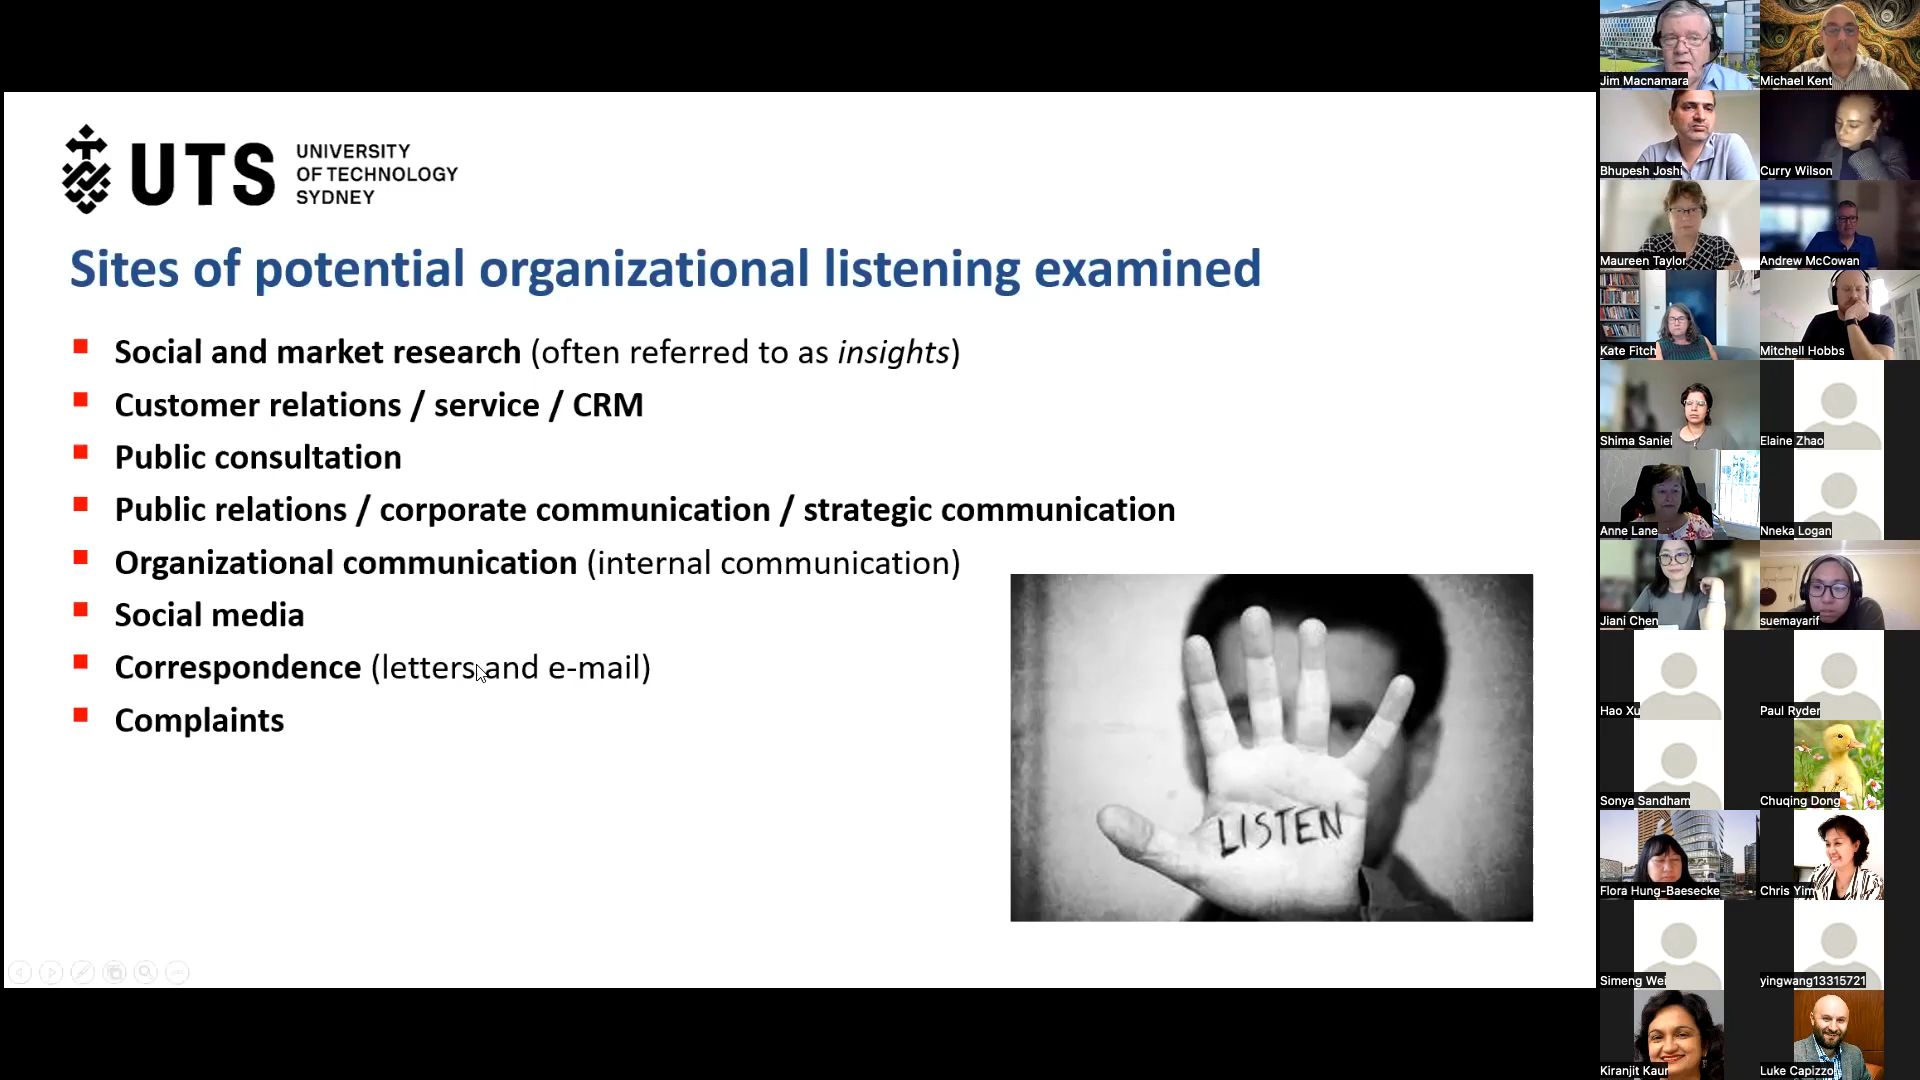 UTS
UNIVERSITY
OF TECHNOLOGY
SYDNEY
Sites of potential organizational listening examined
Social and market research (often referred to as insights)
Customer relations / service / CRM
Public consultation
Public relations / corporate communication / strategic communication
Organizational communication (internal communication)
Social media
Correspondence (letters and e-mail)
Complaints
LISTEN
Jim Macnamara
Michael Kent
Bhupesh Joshi
Curry Wilson
Maureen Taylor
Andrew McCowan
Kate Fitch
Mitchell Hobbs
Shima Saniei
Elaine Zhao
Anne Lane
Nneka Logan
Jiani Chen
suemayarif
Hao Xu
Paul Ryder
Sonya Sandham
Chuqing Dong
Flora Hung-Baesecke
Chris Yim
Simeng Wei
yingwang13315721
Kiranjit Kaur
Luke Capizzo